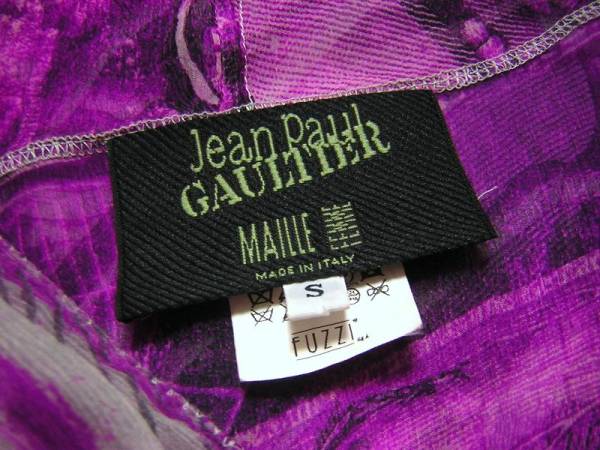 Jean Paul
GAULTIER
MAILLE FEMME
MADE IN ITALY
S
FUZZI